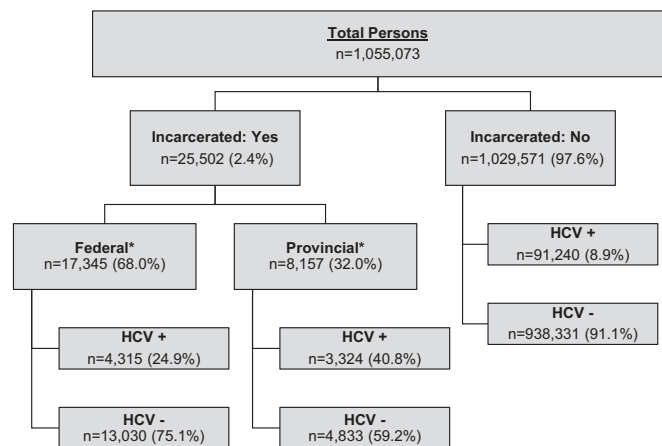 Total Persons
n=1,055,073
Incarcerated: Yes
n=25,502 (2.4%)
Incarcerated: No
n=1,029,571 (97.6%)
Federal*
n=17,345 (68.0%)
Provincial*
n=8,157 (32.0%)
HCV +
n=91,240 (8.9%)
HCV -
n=938,331 (91.1%)
HCV +
n=4,315 (24.9%)
HCV +
n=3,324 (40.8%)
HCV -
n=13,030 (75.1%)
HCV -
n=4,833 (59.2%)